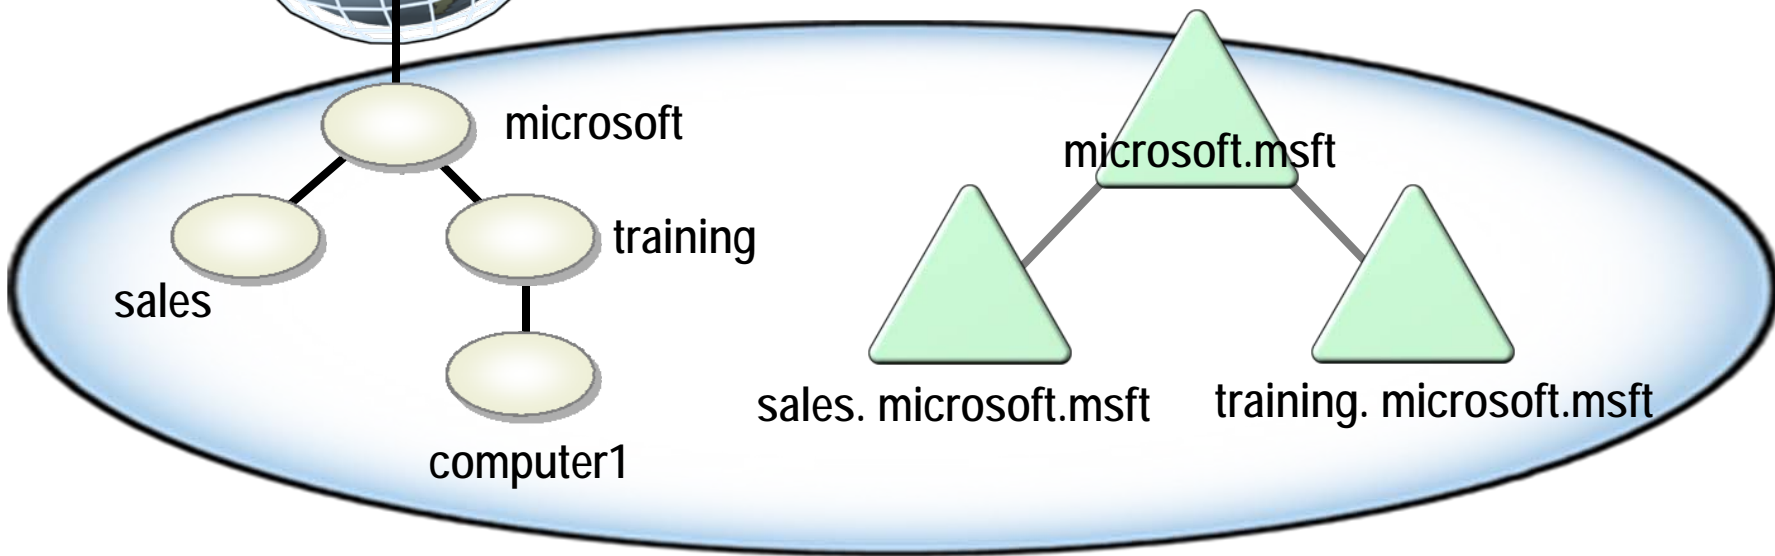 microsoft
microsoft.msft
training
sales
sales. microsoft.msft
training. microsoft.msft
computer1